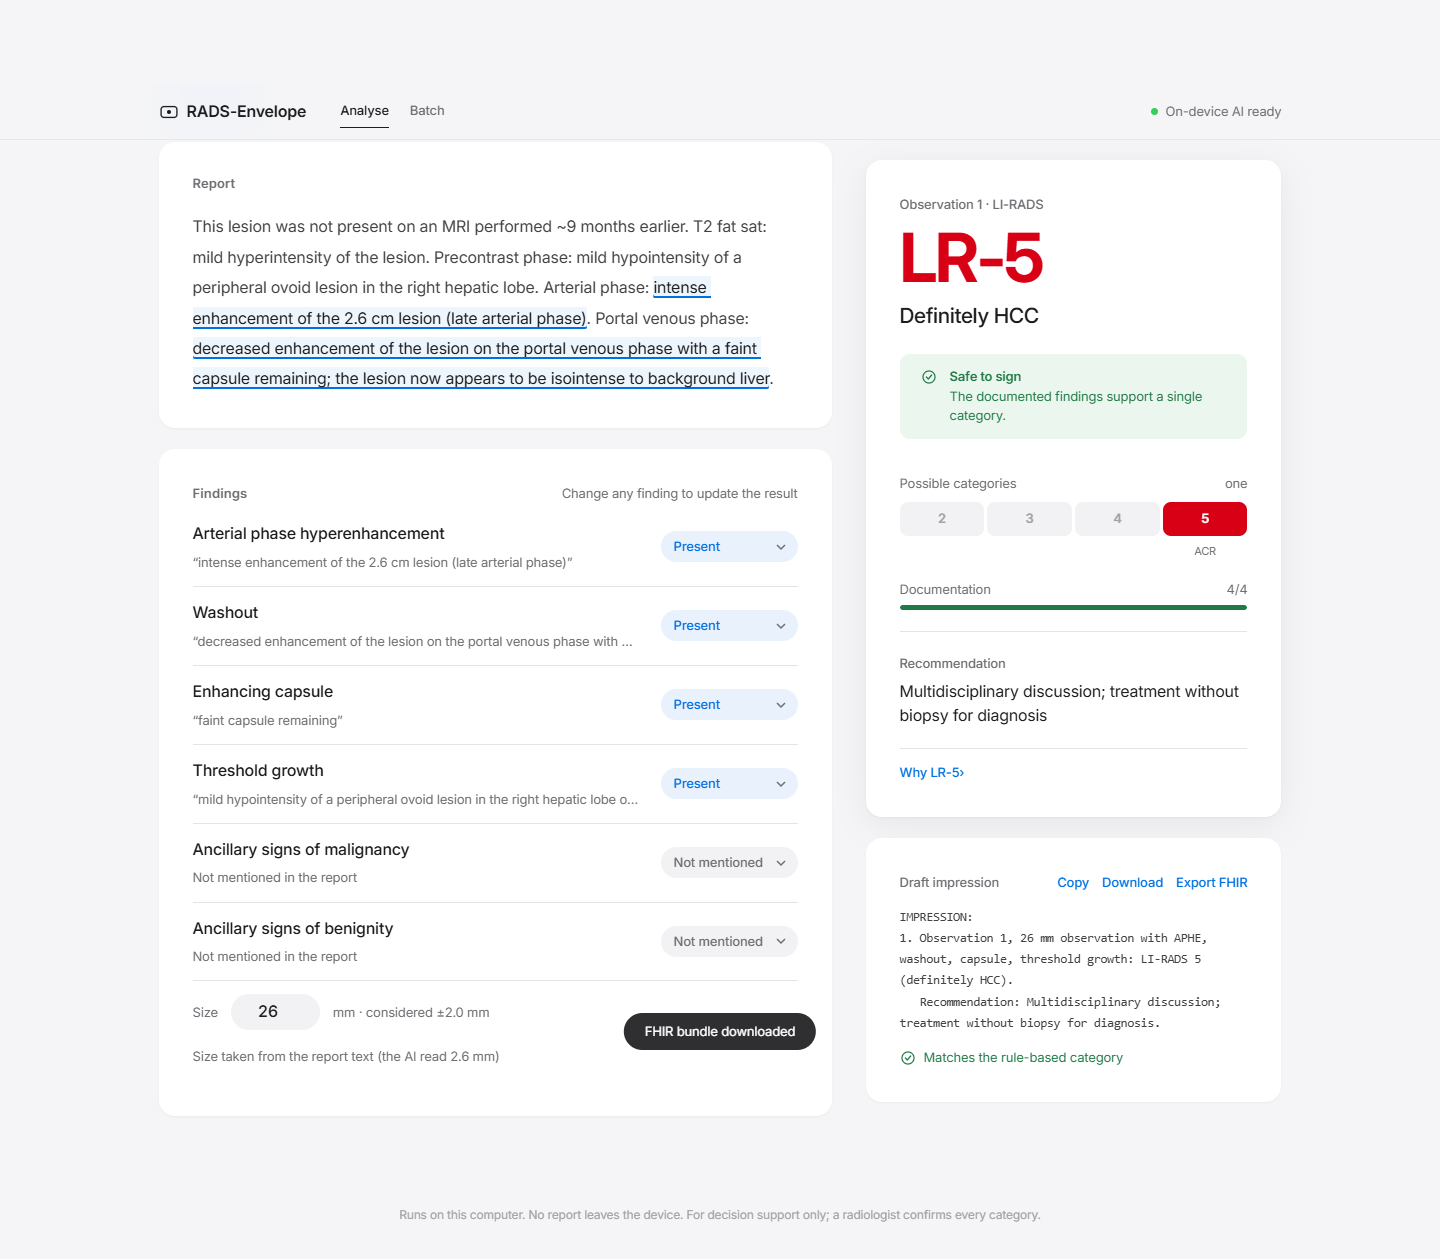 RADS-Envelope
Analyse
Batch
On-device AI ready
Report
This lesion was not present on an MRI performed ~9 months earlier. T2 fat sat:
mild hyperintensity of the lesion. Precontrast phase: mild hypointensity of a
peripheral ovoid lesion in the right hepatic lobe. Arterial phase: intense
enhancement of the 2.6 cm lesion (late arterial phase). Portal venous phase:
decreased enhancement of the lesion on the portal venous phase with a faint
capsule remaining; the lesion now appears to be isointense to background liver.
Findings
Change any finding to update the result
Arterial phase hyperenhancement
Present
“intense enhancement of the 2.6 cm lesion (late arterial phase)”
Washout
Present
“decreased enhancement of the lesion on the portal venous phase with ...
Enhancing capsule
Present
“faint capsule remaining”
Threshold growth
Present
“mild hypointensity of a peripheral ovoid lesion in the right hepatic lobe o...
Ancillary signs of malignancy
Not mentioned
Not mentioned in the report
Ancillary signs of benignity
Not mentioned
Not mentioned in the report
Size 26 mm · considered ±2.0 mm
FHIR bundle downloaded
Size taken from the report text (the AI read 2.6 mm)
Observation 1 · LI-RADS
LR-5
Definitely HCC
Safe to sign
The documented findings support a single
category.
Possible categories one
2 3 4 5
ACR
Documentation 4/4
Recommendation
Multidisciplinary discussion; treatment without
biopsy for diagnosis
Why LR-5›
Draft impression
Copy Download Export FHIR
IMPRESSION:
1. Observation 1, 26 mm observation with APHE,
washout, capsule, threshold growth: LI-RADS 5
(definitely HCC).
Recommendation: Multidisciplinary discussion;
treatment without biopsy for diagnosis.
Matches the rule-based category
Runs on this computer. No report leaves the device. For decision support only; a radiologist confirms every category.